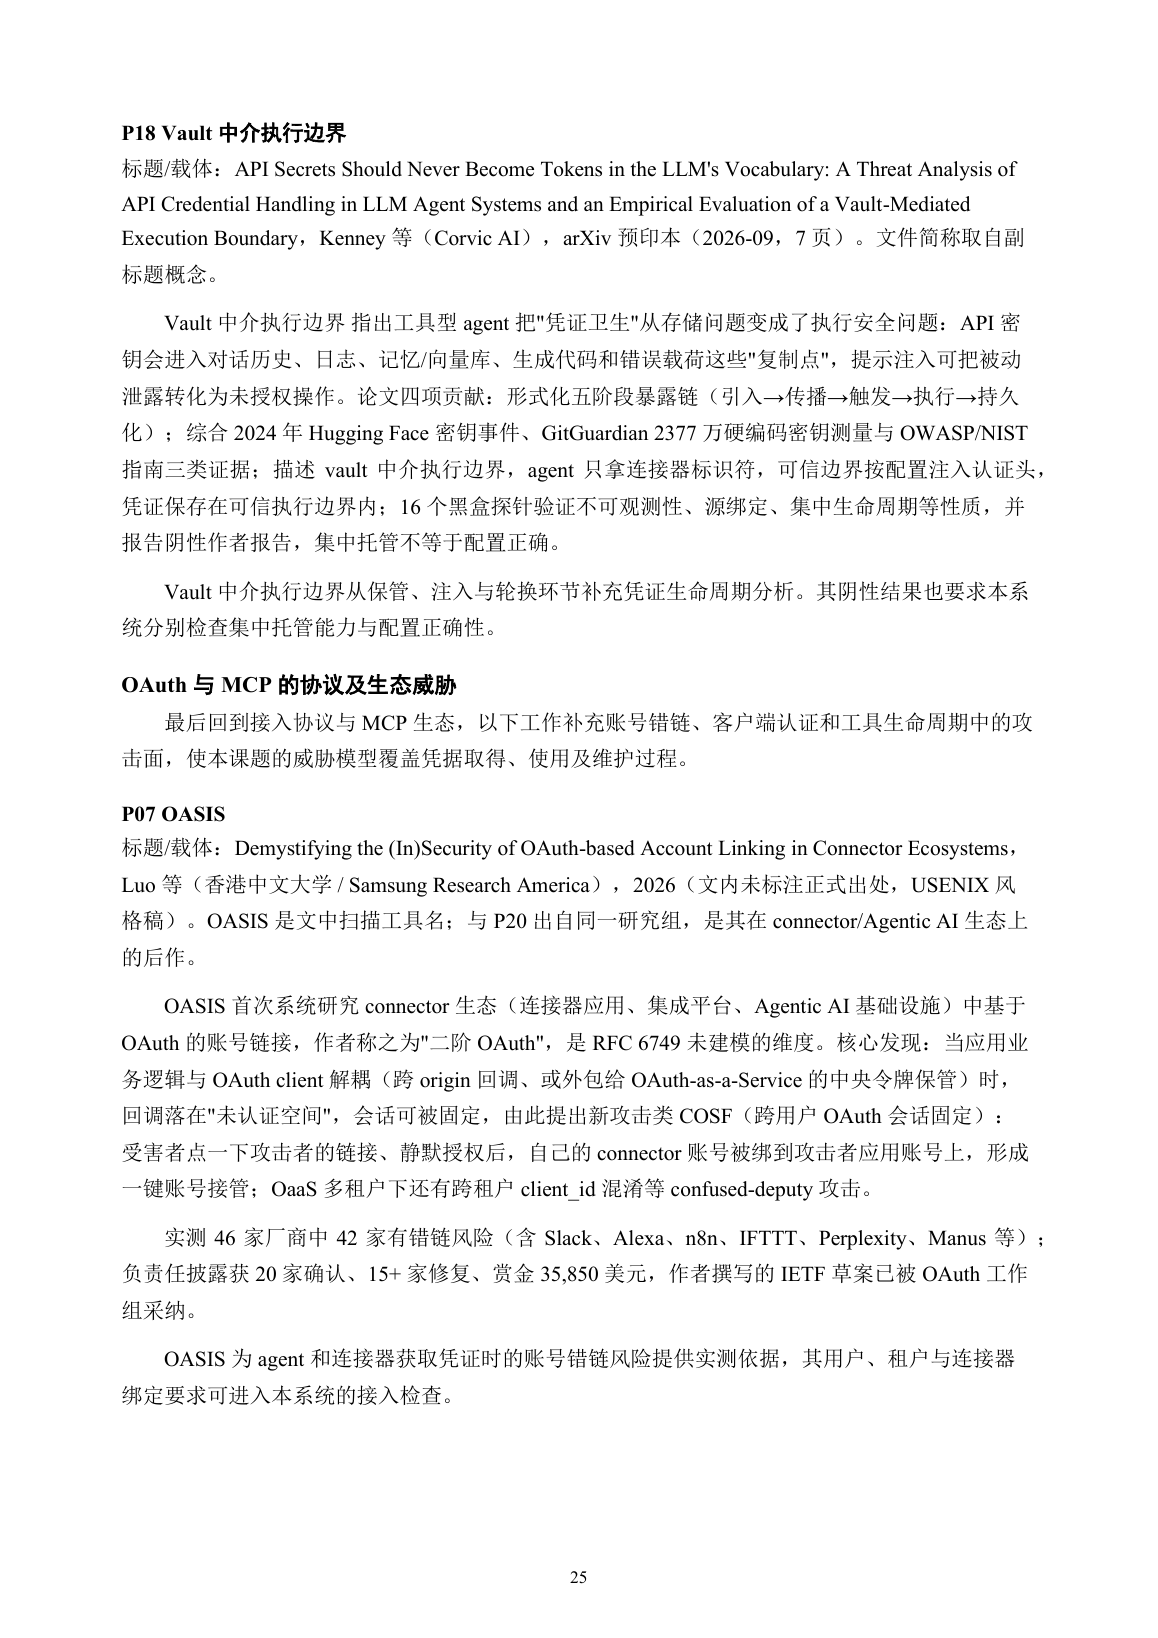 P18 Vault 中介执行边界
标题/载体：API Secrets Should Never Become Tokens in the LLM's Vocabulary: A Threat Analysis of
API Credential Handling in LLM Agent Systems and an Empirical Evaluation of a Vault-Mediated
Execution Boundary，Kenney 等（Corvic AI），arXiv 预印本（2026-09，7 页）。文件简称取自副
标题概念。
Vault 中介执行边界 指出工具型 agent 把"凭证卫生"从存储问题变成了执行安全问题：API 密
钥会进入对话历史、日志、记忆/向量库、生成代码和错误载荷这些"复制点"，提示注入可把被动
泄露转化为未授权操作。论文四项贡献：形式化五阶段暴露链（引入→传播→触发→执行→持久
化）；综合 2024 年 Hugging Face 密钥事件、GitGuardian 2377 万硬编码密钥测量与 OWASP/NIST
指南三类证据；描述 vault 中介执行边界，agent 只拿连接器标识符，可信边界按配置注入认证头，
凭证保存在可信执行边界内；16 个黑盒探针验证不可观测性、源绑定、集中生命周期等性质，并
报告阴性作者报告，集中托管不等于配置正确。
Vault 中介执行边界从保管、注入与轮换环节补充凭证生命周期分析。其阴性结果也要求本系
统分别检查集中托管能力与配置正确性。
OAuth 与 MCP 的协议及生态威胁
最后回到接入协议与 MCP 生态，以下工作补充账号错链、客户端认证和工具生命周期中的攻
击面，使本课题的威胁模型覆盖凭据取得、使用及维护过程。
P07 OASIS
标题/载体：Demystifying the (In)Security of OAuth-based Account Linking in Connector Ecosystems，
Luo 等（香港中文大学 / Samsung Research America），2026（文内未标注正式出处，USENIX 风
格稿）。OASIS 是文中扫描工具名；与 P20 出自同一研究组，是其在 connector/Agentic AI 生态上
的后作。
OASIS 首次系统研究 connector 生态（连接器应用、集成平台、Agentic AI 基础设施）中基于
OAuth 的账号链接，作者称之为"二阶 OAuth"，是 RFC 6749 未建模的维度。核心发现：当应用业
务逻辑与 OAuth client 解耦（跨 origin 回调、或外包给 OAuth-as-a-Service 的中央令牌保管）时，
回调落在"未认证空间"，会话可被固定，由此提出新攻击类 COSF（跨用户 OAuth 会话固定）：
受害者点一下攻击者的链接、静默授权后，自己的 connector 账号被绑到攻击者应用账号上，形成
一键账号接管；OaaS 多租户下还有跨租户 client_id 混淆等 confused-deputy 攻击。
实测 46 家厂商中 42 家有错链风险（含 Slack、Alexa、n8n、IFTTT、Perplexity、Manus 等）；
负责任披露获 20 家确认、15+ 家修复、赏金 35,850 美元，作者撰写的 IETF 草案已被 OAuth 工作
组采纳。
OASIS 为 agent 和连接器获取凭证时的账号错链风险提供实测依据，其用户、租户与连接器
绑定要求可进入本系统的接入检查。
25